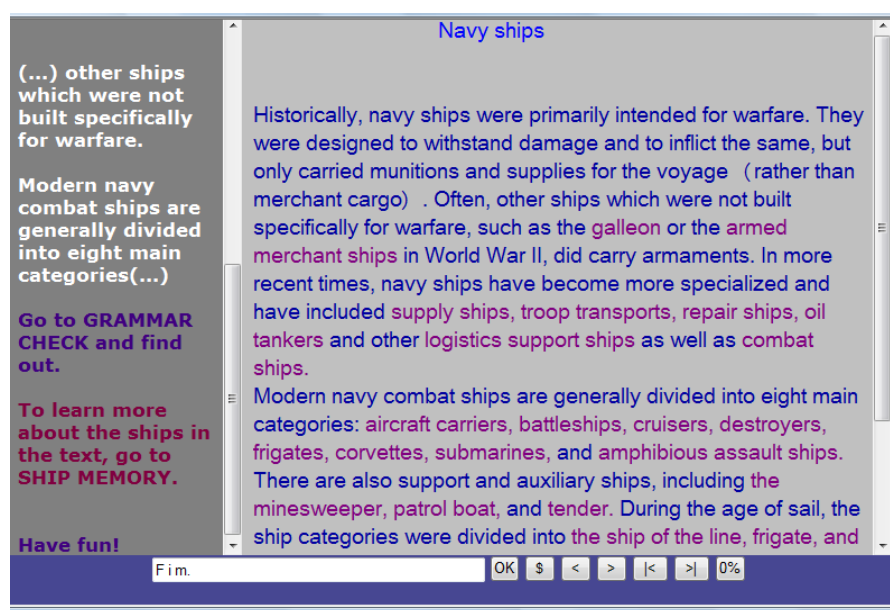 (...) other ships
which were not
built specifically
for warfare.
Modern navy
combat ships are
generally divided
into eight main
categories(...)
Go to GRAMMAR
CHECK and find
out.
To learn more
about the ships in
the text, go to
SHIP MEMORY.
Have fun!
Navy ships
Historically, navy ships were primarily intended for warfare. They
were designed to withstand damage and to inflict the same, but
only carried munitions and supplies for the voyage （rather than
merchant cargo）. Often, other ships which were not built
specifically for warfare, such as the galleon or the armed
merchant ships in World War II, did carry armaments. In more
recent times, navy ships have become more specialized and
have included supply ships, troop transports, repair ships, oil
tankers and other logistics support ships as well as combat
ships.
Modern navy combat ships are generally divided into eight main
categories: aircraft carriers, battleships, cruisers, destroyers,
frigates, corvettes, submarines, and amphibious assault ships.
There are also support and auxiliary ships, including the
minesweeper, patrol boat, and tender. During the age of sail, the
ship categories were divided into the ship of the line, frigate, and
Fim. OK $ < > |< >| 0%